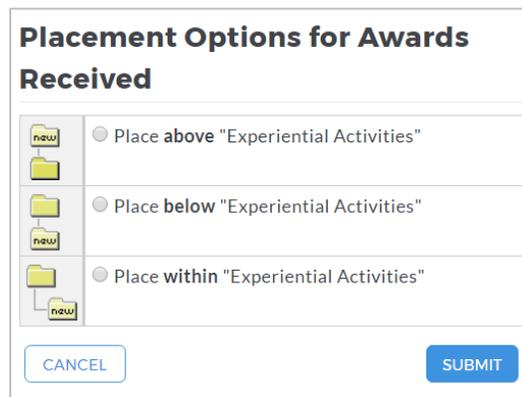 Placement Options for Awards
Received
new
Place above "Experiential Activities"
Place below "Experiential Activities"
new
Place within "Experiential Activities"
new
CANCEL
SUBMIT